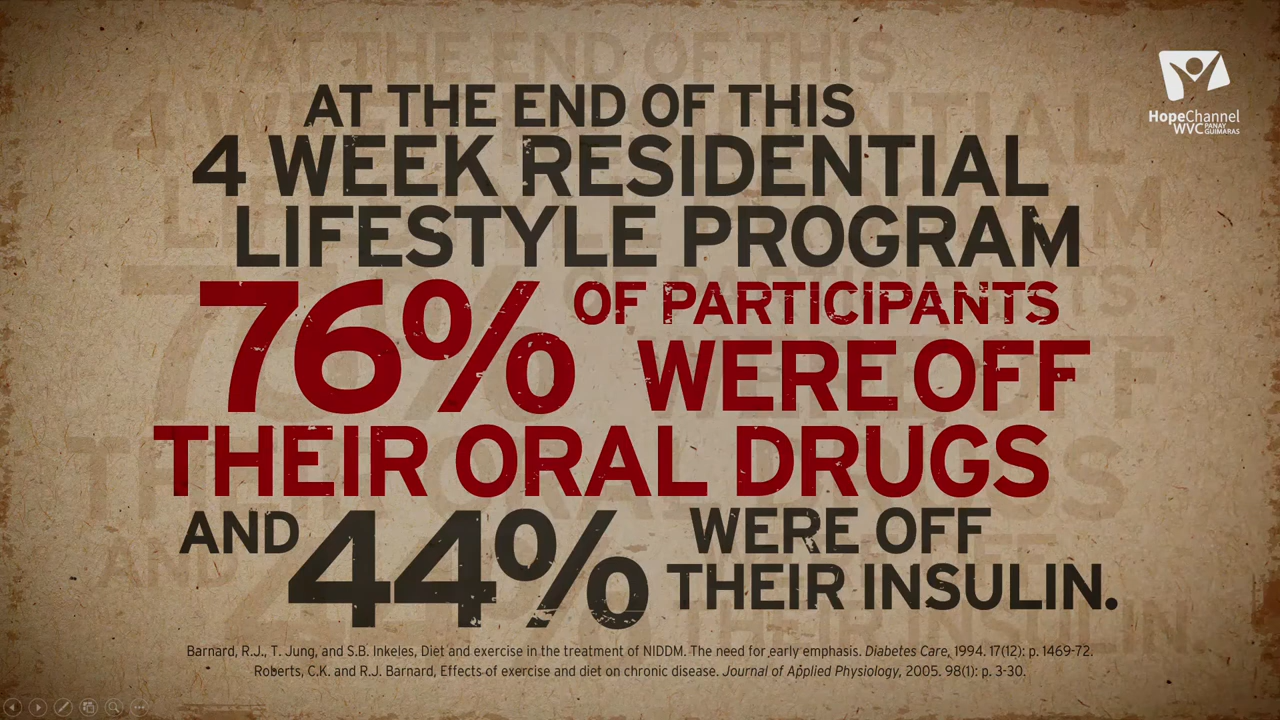 AT THE END OF THIS
4 WEEK RESIDENTIAL
LIFESTYLE PROGRAM
76% OF PARTICIPANTS
WERE OFF
THEIR ORAL DRUGS
AND 44% WERE OFF
THEIR INSULIN.
Barnard, R.J., T. Jung, and S.B. Inkeles, Diet and exercise in the treatment of NIDDM. The need for early emphasis. Diabetes Care, 1994. 17(12): p. 1469-72.
Roberts, C.K. and R.J. Barnard, Effects of exercise and diet on chronic disease. Journal of Applied Physiology, 2005. 98(1): p. 3-30.
HopeChannel
WVC PANAY GUIMARAS